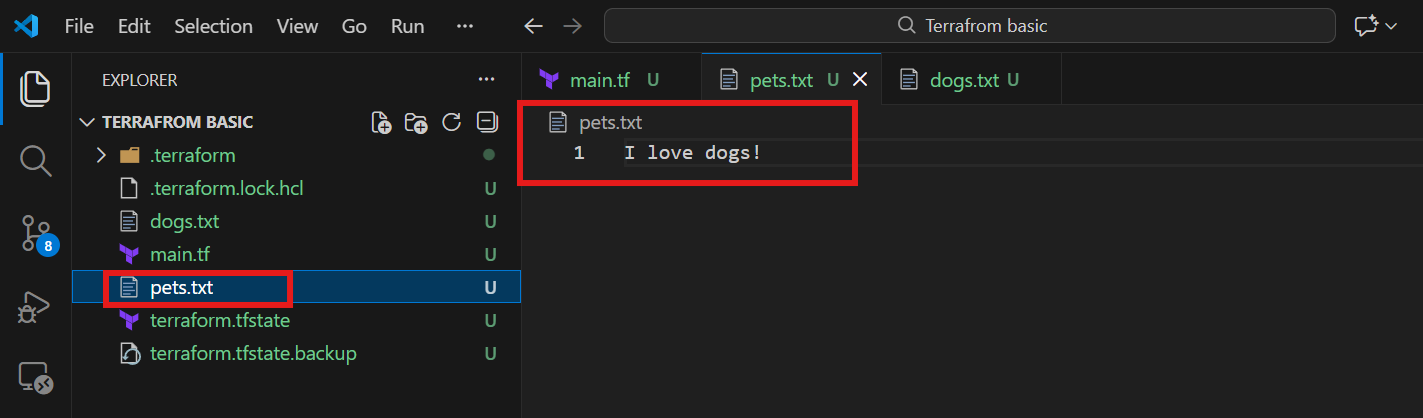 File Edit Selection View Go Run ··· Terrafrom basic
EXPLORER ···
TERRAFROM BASIC
.terraform
.terraform.lock.hcl U
dogs.txt U
main.tf U
pets.txt U
terraform.tfstate U
terraform.tfstate.backup U
8
main.tf U pets.txt U dogs.txt U
pets.txt
1 I love dogs!